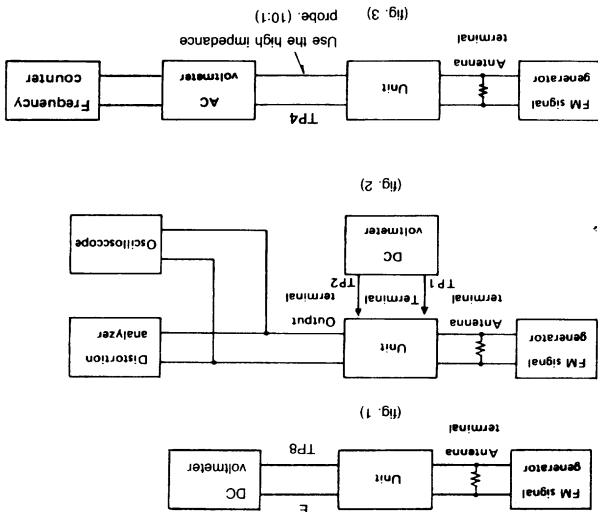 E
FM signal
generator
Antenna
terminal
Unit
TP8
DC
voltmeter
(fig. 1)
FM signal
generator
Antenna
terminal
Unit
Output
terminal
Terminal
TP1
TP2
DC
voltmeter
Distortion
analyzer
Oscilloscope
(fig. 2)
FM signal
generator
Antenna
terminal
Unit
TP4
Use the high impedance
probe. (10:1)
AC
voltmeter
Frequency
counter
(fig. 3)